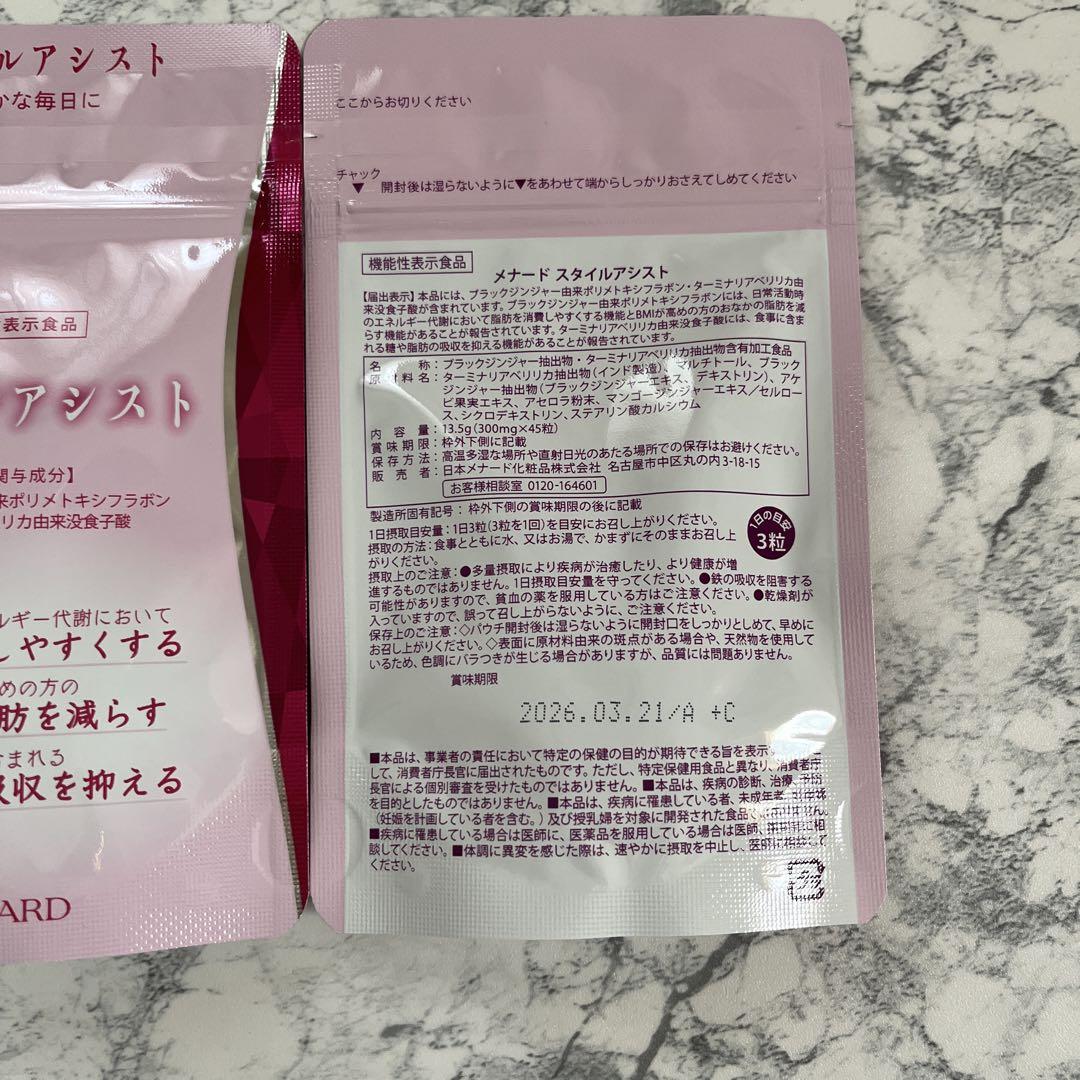 ルアシスト
かな毎日に
表示食品
アシスト
関与成分】
来ポリメトキシフラボン
リカ由来没食子酸
ルギー代謝において
しやすくする
めの方の
肪を減らす
含まれる
吸収を抑える
ARD
ここからお切りください
チャック
▼ 開封後は湿らないように▼をあわせて端からしっかりおさえてしめてください
機能性表示食品
メナード スタイルアシスト
【届出表示】本品には、ブラックジンジャー由来ポリメトキシフラボン・ターミナリアベリリカ由
来没食子酸が含まれています。ブラックジンジャー由来ポリメトキシフラボンには、日常活動時
のエネルギー代謝において脂肪を消費しやすくする機能とBMIが高めの方のおなかの脂肪を減
らす機能があることが報告されています。ターミナリアベリリカ由来没食子酸には、食事に含ま
れる糖や脂肪の吸収を抑える機能があることが報告されています。
名称：ブラックジンジャー抽出物・ターミナリアベリリカ抽出物含有加工食品
原材料名：ターミナリアベリリカ抽出物（インド製造）、マルチトール、ブラック
ジンジャー抽出物（ブラックジンジャーエキス、デキストリン）、アケ
ビ果実エキス、アセロラ粉末、マンゴージンジャーエキス／セルロー
ス、シクロデキストリン、ステアリン酸カルシウム
内容量：13.5g（300mg×45粒）
賞味期限：枠外下側に記載
保存方法：高温多湿な場所や直射日光のあたる場所での保存はお避けください。
販売者：日本メナード化粧品株式会社 名古屋市中区丸の内3-18-15
お客様相談室 0120-164601
製造所固有記号：枠外下側の賞味期限の後に記載
1日摂取目安量：1日3粒（3粒を1回）を目安にお召し上がりください。
摂取の方法：食事とともに水、又はお湯で、かまずにそのままお召し上
がりください。
1日の目安
3粒
摂取上のご注意：●多量摂取により疾病が治癒したり、より健康が増
進するものではありません。1日摂取目安量を守ってください。●鉄の吸収を阻害する
可能性がありますので、貧血の薬を服用している方はご注意ください。●乾燥剤が
入っていますので、誤って召し上がらないように、ご注意ください。
保存上のご注意：◇パウチ開封後は湿らないように開封口をしっかりとしめて、早めに
お召し上がりください。◇表面に原材料由来の斑点がある場合や、天然物を使用して
いるため、色調にバラつきが生じる場合がありますが、品質には問題ありません。
賞味期限
2026.03.21/A +C
■本品は、事業者の責任において特定の保健の目的が期待できる旨を表示
して、消費者庁長官に届出されたものです。ただし、特定保健用食品と異なり、消費者庁
長官による個別審査を受けたものではありません。■本品は、疾病の診断、治療、予防
を目的としたものではありません。■本品は、疾病に罹患している者、未成年者、妊産婦
（妊娠を計画している者を含む。）及び授乳婦を対象に開発された食品ではありません。
■疾病に罹患している場合は医師に、医薬品を服用している場合は医師、薬剤師に相
談してください。■体調に異変を感じた際は、速やかに摂取を中止し、医師に相談して
ください。
プラ